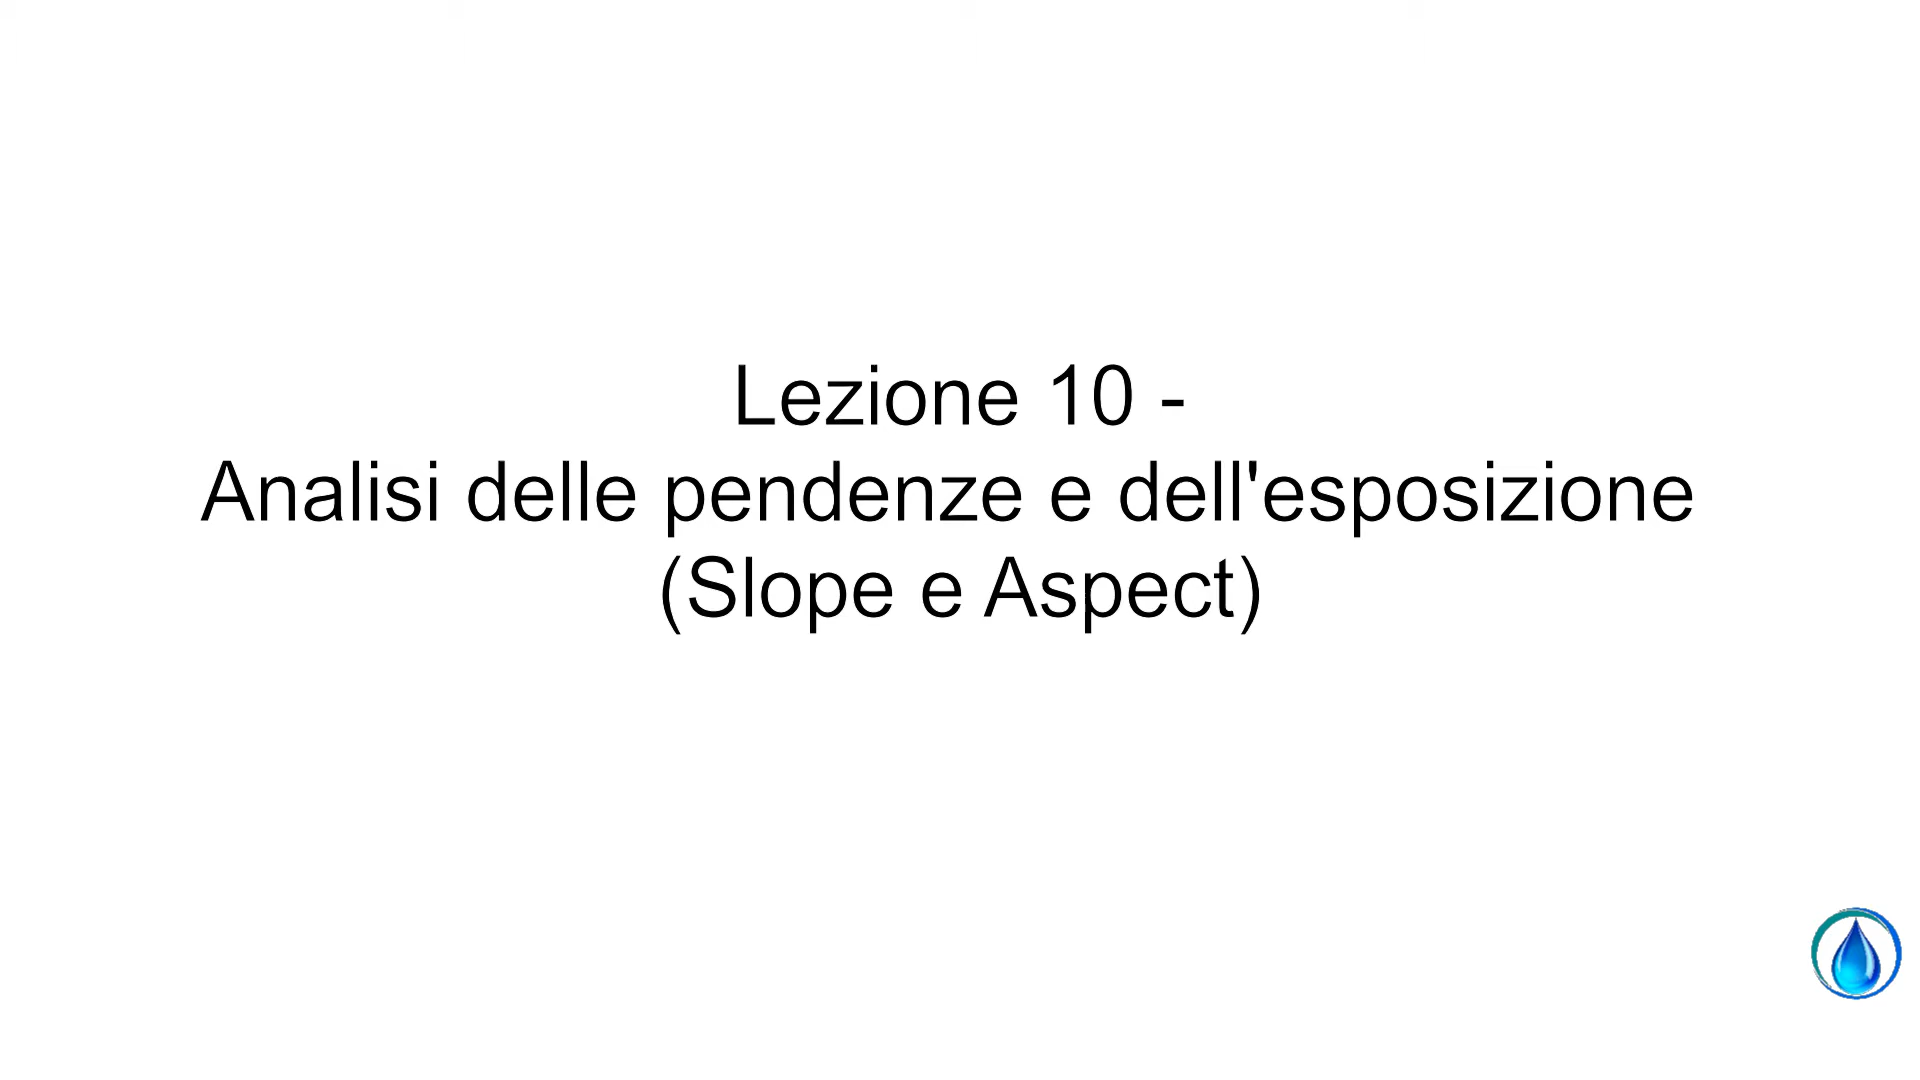 Lezione 10 -
Analisi delle pendenze e dell'esposizione
(Slope e Aspect)